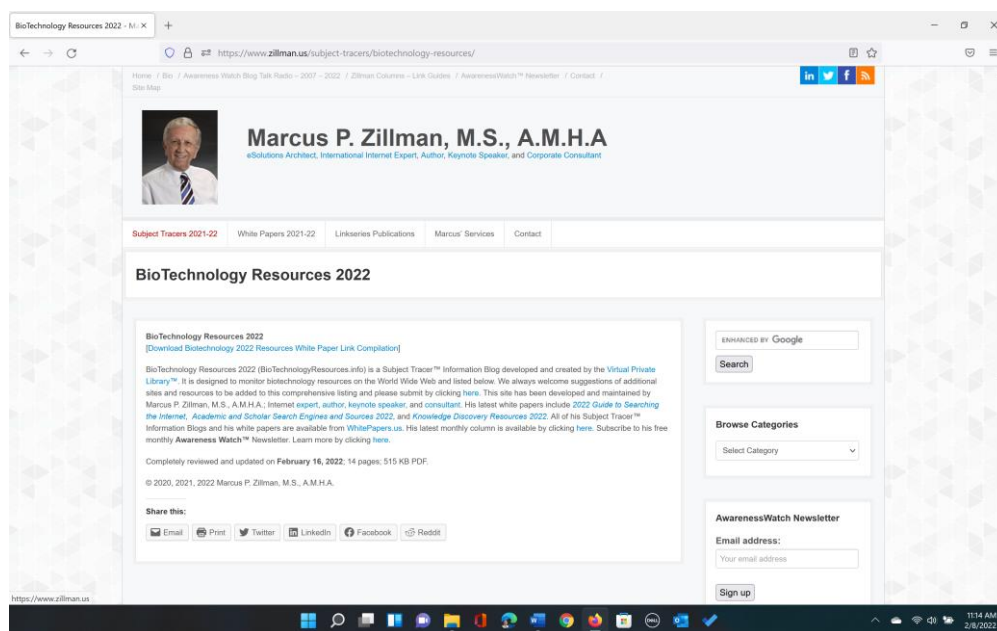 BioTechnology Resources 2022 - Ma
https://www.zillman.us/subject-tracers/biotechnology-resources/
Home / Bio / Awareness Watch Blog Talk Radio – 2007 – 2022 / Zillman Columns – Link Guides / AwarenessWatch™ Newsletter / Contact /
Site Map
Marcus P. Zillman, M.S., A.M.H.A
eSolutions Architect, International Internet Expert, Author, Keynote Speaker, and Corporate Consultant
Subject Tracers 2021-22 White Papers 2021-22 Linkseries Publications Marcus' Services Contact
BioTechnology Resources 2022
BioTechnology Resources 2022
[Download Biotechnology 2022 Resources White Paper Link Compilation]
BioTechnology Resources 2022 (BioTechnologyResources.info) is a Subject Tracer™ Information Blog developed and created by the Virtual Private
Library™. It is designed to monitor biotechnology resources on the World Wide Web and listed below. We always welcome suggestions of additional
sites and resources to be added to this comprehensive listing and please submit by clicking here. This site has been developed and maintained by
Marcus P. Zillman, M.S., A.M.H.A.; Internet expert, author, keynote speaker, and consultant. His latest white papers include 2022 Guide to Searching
the Internet, Academic and Scholar Search Engines and Sources 2022, and Knowledge Discovery Resources 2022. All of his Subject Tracer™
Information Blogs and his white papers are available from WhitePapers.us. His latest monthly column is available by clicking here. Subscribe to his free
monthly Awareness Watch™ Newsletter. Learn more by clicking here.
Completely reviewed and updated on February 16, 2022; 14 pages; 515 KB PDF.
© 2020, 2021, 2022 Marcus P. Zillman, M.S., A.M.H.A.
Share this:
Email Print Twitter LinkedIn Facebook Reddit
ENHANCED BY Google
Search
Browse Categories
Select Category
AwarenessWatch Newsletter
Email address:
Your email address
Sign up
https://www.zillman.us
11:14 AM
2/8/2022